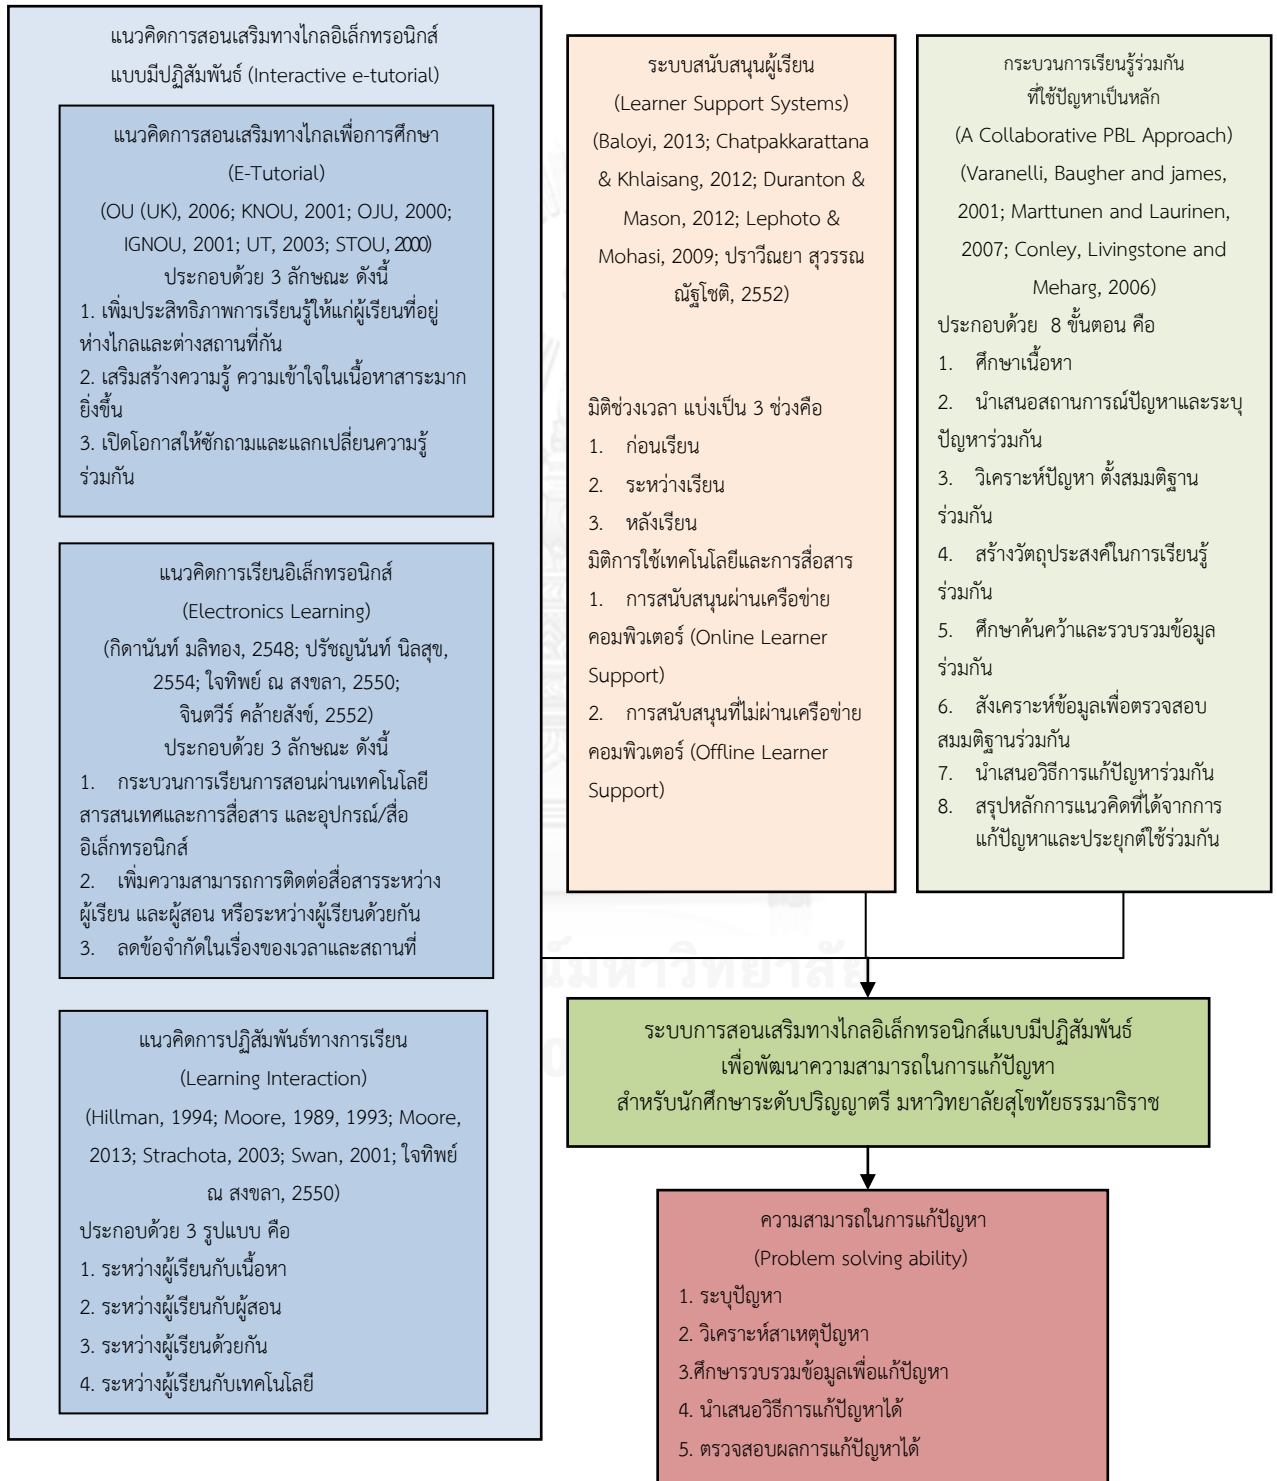 แนวคิดการสอนเสริมทางไกลอิเล็กทรอนิกส์
แบบมีปฏิสัมพันธ์ (Interactive e-tutorial)
แนวคิดการสอนเสริมทางไกลเพื่อการศึกษา
(E-Tutorial)
(OU (UK), 2006; KNOU, 2001; OJU, 2000;
IGNOU, 2001; UT, 2003; STOU, 2000)
ประกอบด้วย 3 ลักษณะ ดังนี้
1. เพิ่มประสิทธิภาพการเรียนรู้ให้แก่ผู้เรียนที่อยู่
ห่างไกลและต่างสถานที่กัน
2. เสริมสร้างความรู้ ความเข้าใจในเนื้อหาสาระมาก
ยิ่งขึ้น
3. เปิดโอกาสให้ซักถามและแลกเปลี่ยนความรู้
ร่วมกัน
แนวคิดการเรียนอิเล็กทรอนิกส์
(Electronics Learning)
(กิดานันท์ มลิทอง, 2548; ปรัชญนันท์ นิลสุข,
2554; ใจทิพย์ ณ สงขลา, 2550;
จินตวีร์ คล้ายสังข์, 2552)
ประกอบด้วย 3 ลักษณะ ดังนี้
1. กระบวนการเรียนการสอนผ่านเทคโนโลยี
สารสนเทศและการสื่อสาร และอุปกรณ์/สื่อ
อิเล็กทรอนิกส์
2. เพิ่มความสามารถการติดต่อสื่อสารระหว่าง
ผู้เรียน และผู้สอน หรือระหว่างผู้เรียนด้วยกัน
3. ลดข้อจำกัดในเรื่องของเวลาและสถานที่
แนวคิดการปฏิสัมพันธ์ทางการเรียน
(Learning Interaction)
(Hillman, 1994; Moore, 1989, 1993; Moore,
2013; Strachota, 2003; Swan, 2001; ใจทิพย์
ณ สงขลา, 2550)
ประกอบด้วย 3 รูปแบบ คือ
1. ระหว่างผู้เรียนกับเนื้อหา
2. ระหว่างผู้เรียนกับผู้สอน
3. ระหว่างผู้เรียนด้วยกัน
4. ระหว่างผู้เรียนกับเทคโนโลยี
ระบบสนับสนุนผู้เรียน
(Learner Support Systems)
(Baloyi, 2013; Chatpakkarattana
& Khlaisang, 2012; Duranton &
Mason, 2012; Lephoto &
Mohasi, 2009; ปราวีณยา สุวรรณ
ณัฐโชติ, 2552)
มิติช่วงเวลา แบ่งเป็น 3 ช่วงคือ
1. ก่อนเรียน
2. ระหว่างเรียน
3. หลังเรียน
มิติการใช้เทคโนโลยีและการสื่อสาร
1. การสนับสนุนผ่านเครือข่าย
คอมพิวเตอร์ (Online Learner
Support)
2. การสนับสนุนที่ไม่ผ่านเครือข่าย
คอมพิวเตอร์ (Offline Learner
Support)
กระบวนการเรียนรู้ร่วมกัน
ที่ใช้ปัญหาเป็นหลัก
(A Collaborative PBL Approach)
(Varanelli, Baugher and james,
2001; Marttunen and Laurinen,
2007; Conley, Livingstone and
Meharg, 2006)
ประกอบด้วย 8 ขั้นตอน คือ
1. ศึกษาเนื้อหา
2. นำเสนอสถานการณ์ปัญหาและระบุ
ปัญหาร่วมกัน
3. วิเคราะห์ปัญหา ตั้งสมมติฐาน
ร่วมกัน
4. สร้างวัตถุประสงค์ในการเรียนรู้
ร่วมกัน
5. ศึกษาค้นคว้าและรวบรวมข้อมูล
ร่วมกัน
6. สังเคราะห์ข้อมูลเพื่อตรวจสอบ
สมมติฐานร่วมกัน
7. นำเสนอวิธีการแก้ปัญหาร่วมกัน
8. สรุปหลักการแนวคิดที่ได้จากการ
แก้ปัญหาและประยุกต์ใช้ร่วมกัน
ระบบการสอนเสริมทางไกลอิเล็กทรอนิกส์แบบมีปฏิสัมพันธ์
เพื่อพัฒนาความสามารถในการแก้ปัญหา
สำหรับนักศึกษาระดับปริญญาตรี มหาวิทยาลัยสุโขทัยธรรมาธิราช
ความสามารถในการแก้ปัญหา
(Problem solving ability)
1. ระบุปัญหา
2. วิเคราะห์สาเหตุปัญหา
3.ศึกษารวบรวมข้อมูลเพื่อแก้ปัญหา
4. นำเสนอวิธีการแก้ปัญหาได้
5. ตรวจสอบผลการแก้ปัญหาได้